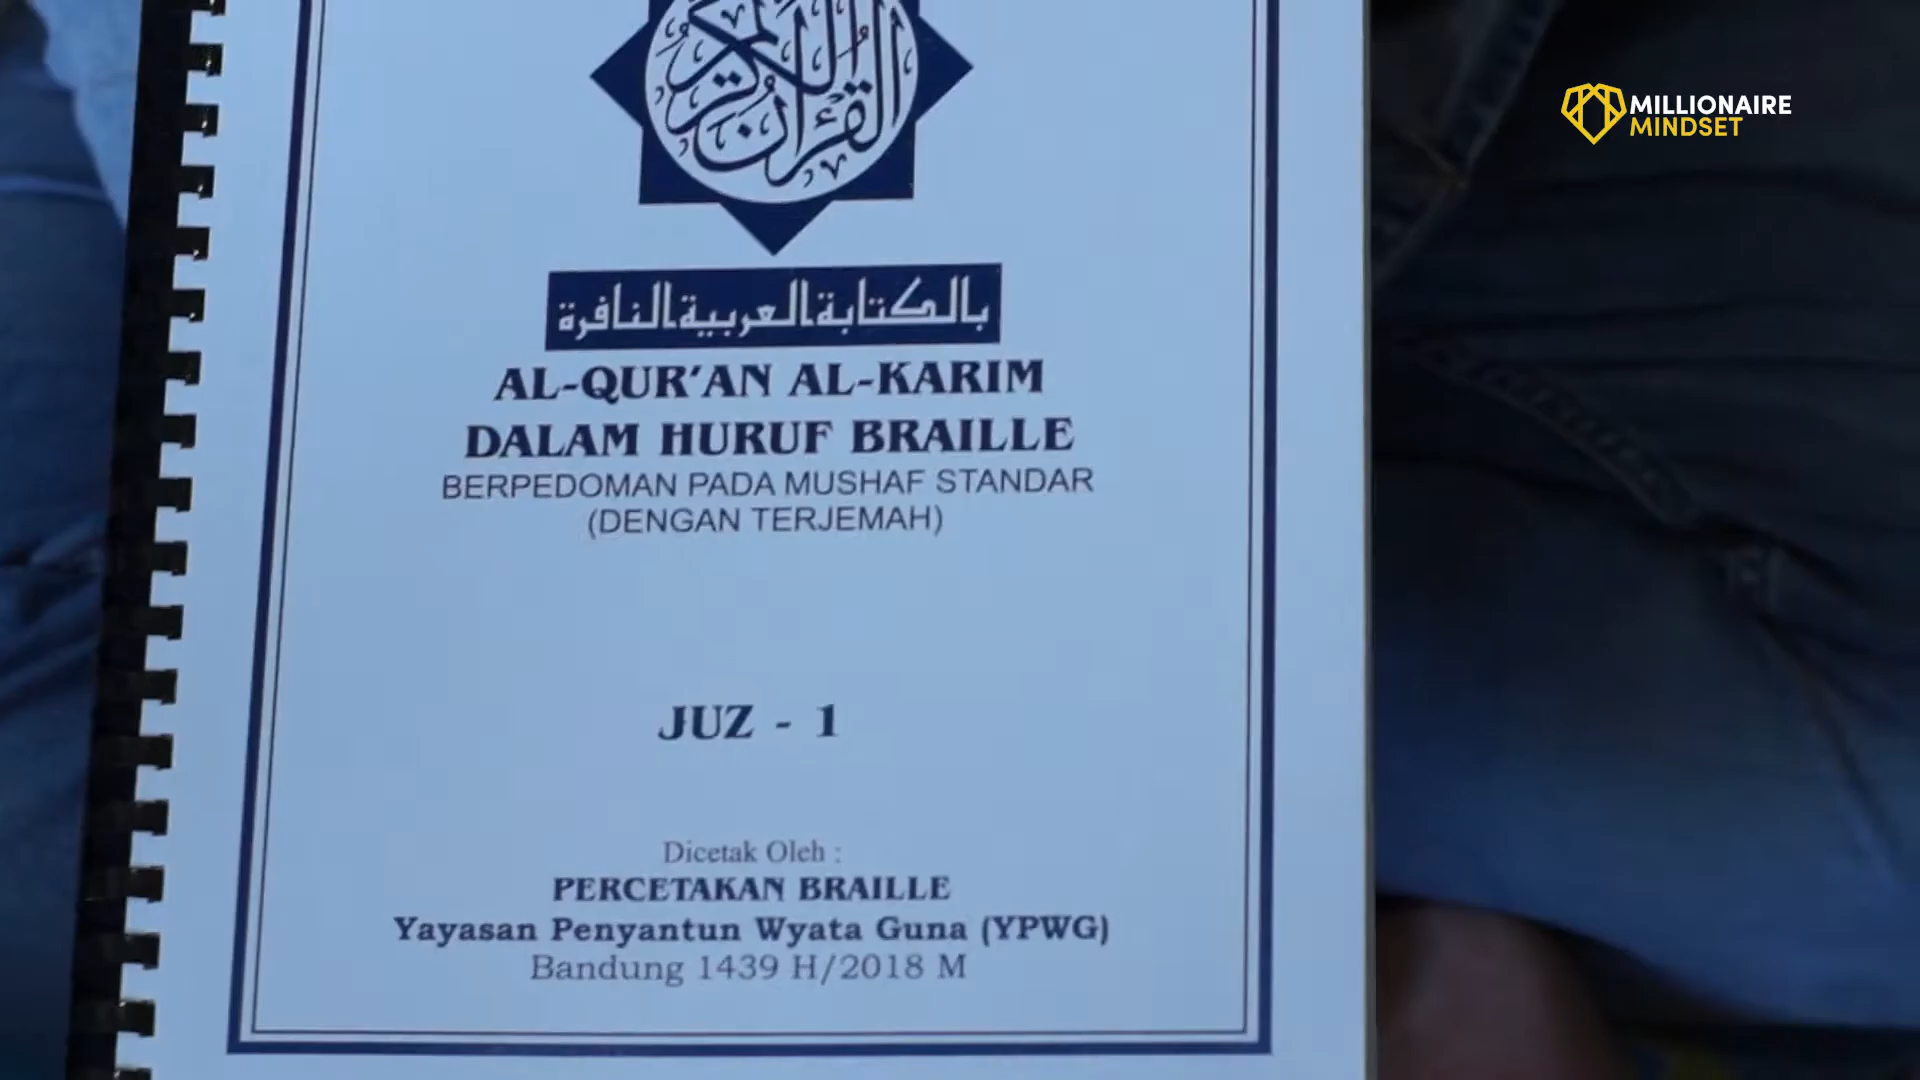 القرآن الكريم
بالكتابة العربية النافرة
AL-QUR'AN AL-KARIM
DALAM HURUF BRAILLE
BERPEDOMAN PADA MUSHAF STANDAR
(DENGAN TERJEMAH)
JUZ - 1
Dicetak Oleh :
PERCETAKAN BRAILLE
Yayasan Penyantun Wyata Guna (YPWG)
Bandung 1439 H/2018 M
MILLIONAIRE
MINDSET